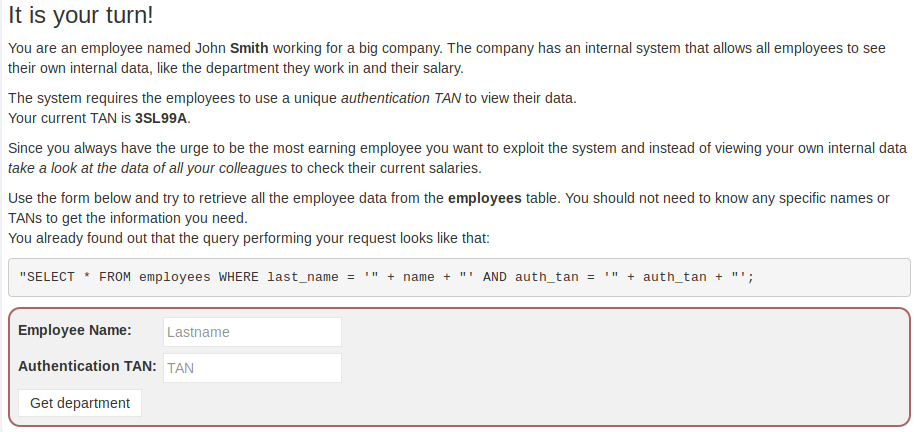 It is your turn!
You are an employee named John Smith working for a big company. The company has an internal system that allows all employees to see
their own internal data, like the department they work in and their salary.
The system requires the employees to use a unique authentication TAN to view their data.
Your current TAN is 3SL99A.
Since you always have the urge to be the most earning employee you want to exploit the system and instead of viewing your own internal data
take a look at the data of all your colleagues to check their current salaries.
Use the form below and try to retrieve all the employee data from the employees table. You should not need to know any specific names or
TANs to get the information you need.
You already found out that the query performing your request looks like that:
"SELECT * FROM employees WHERE last_name = '" + name + "' AND auth_tan = '" + auth_tan + "';
Employee Name: Lastname
Authentication TAN: TAN
Get department